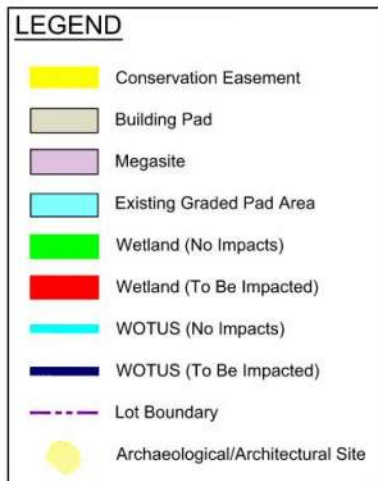 LEGEND
Conservation Easement
Building Pad
Megasite
Existing Graded Pad Area
Wetland (No Impacts)
Wetland (To Be Impacted)
WOTUS (No Impacts)
WOTUS (To Be Impacted)
Lot Boundary
Archaeological/Architectural Site